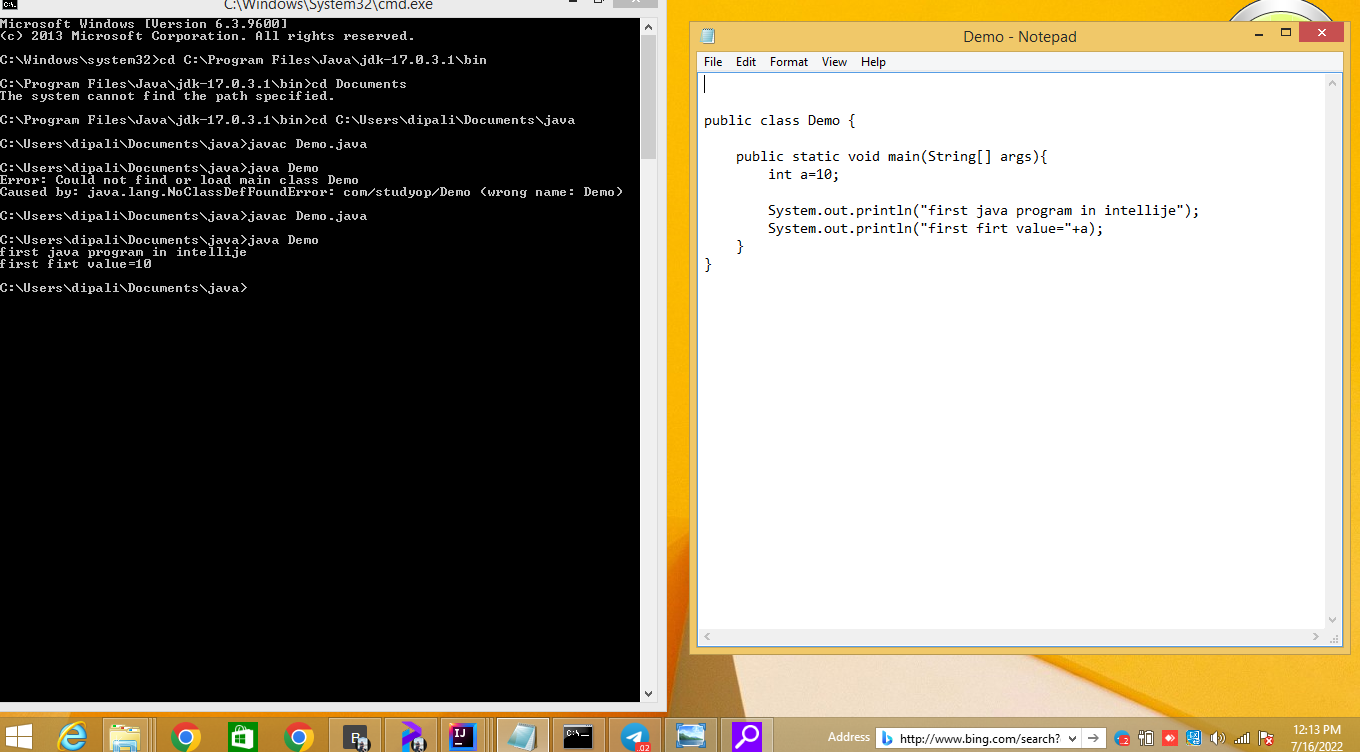 C:\Windows\System32\cmd.exe
Microsoft Windows [Version 6.3.9600]
(c) 2013 Microsoft Corporation. All rights reserved.
C:\Windows\system32>cd C:\Program Files\Java\jdk-17.0.3.1\bin
C:\Program Files\Java\jdk-17.0.3.1\bin>cd Documents
The system cannot find the path specified.
C:\Program Files\Java\jdk-17.0.3.1\bin>cd C:\Users\dipali\Documents\java
C:\Users\dipali\Documents\java>javac Demo.java
C:\Users\dipali\Documents\java>java Demo
Error: Could not find or load main class Demo
Caused by: java.lang.NoClassDefFoundError: com/studyop/Demo (wrong name: Demo)
C:\Users\dipali\Documents\java>javac Demo.java
C:\Users\dipali\Documents\java>java Demo
first java program in intellije
first firt value=10
C:\Users\dipali\Documents\java>
Demo - Notepad
File Edit Format View Help
public class Demo {
public static void main(String[] args){
int a=10;
System.out.println("first java program in intellije");
System.out.println("first firt value="+a);
}
}
Address http://www.bing.com/search?
12:13 PM
7/16/2022